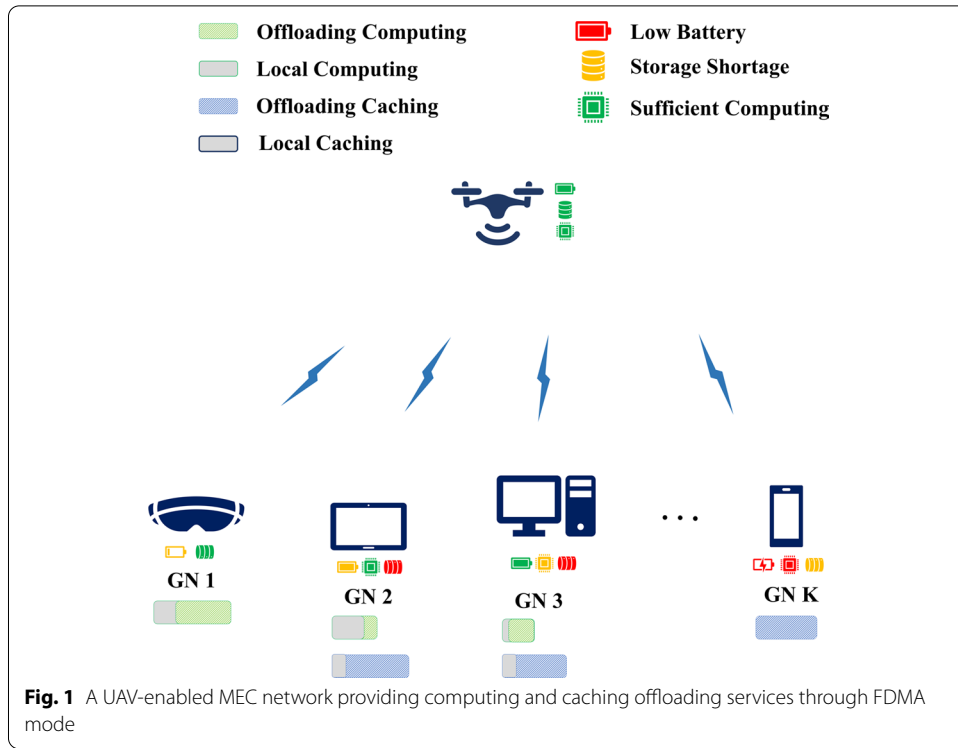 Offloading Computing
Local Computing
Offloading Caching
Local Caching
Low Battery
Storage Shortage
Sufficient Computing
GN 1
GN 2
GN 3
...
GN K
Fig. 1 A UAV-enabled MEC network providing computing and caching offloading services through FDMA
mode